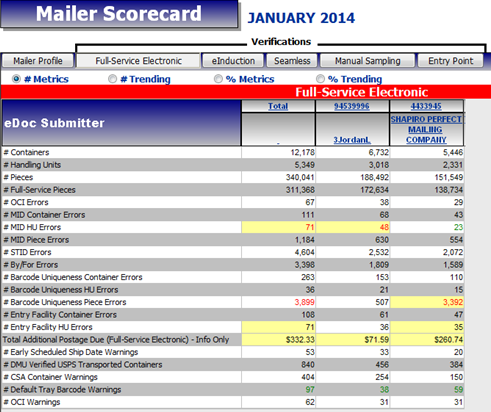 Mailer Scorecard JANUARY 2014
Verifications
Mailer Profile Full-Service Electronic eInduction Seamless Manual Sampling Entry Point
# Metrics # Trending % Metrics % Trending
Full-Service Electronic
eDoc Submitter Total 94539996 4433945
- 3JordanL SHAPIRO PERFECT MAILING COMPANY
# Containers 12,178 6,732 5,446
# Handling Units 5,349 3,018 2,331
# Pieces 340,041 188,492 151,549
# Full-Service Pieces 311,368 172,634 138,734
# OCI Errors 67 38 29
# MID Container Errors 111 68 43
# MID HU Errors 71 48 23
# MID Piece Errors 1,184 630 554
# STID Errors 4,604 2,532 2,072
# By/For Errors 3,398 1,809 1,589
# Barcode Uniqueness Container Errors 263 153 110
# Barcode Uniqueness HU Errors 36 21 15
# Barcode Uniqueness Piece Errors 3,899 507 3,392
# Entry Facility Container Errors 108 61 47
# Entry Facility HU Errors 71 36 35
Total Additional Postage Due (Full-Service Electronic) - Info Only $332.33 $71.59 $260.74
# Early Scheduled Ship Date Warnings 53 33 20
# DMU Verified USPS Transported Containers 840 456 384
# CSA Container Warnings 404 254 150
# Default Tray Barcode Warnings 97 38 59
# OCI Warnings 62 31 31